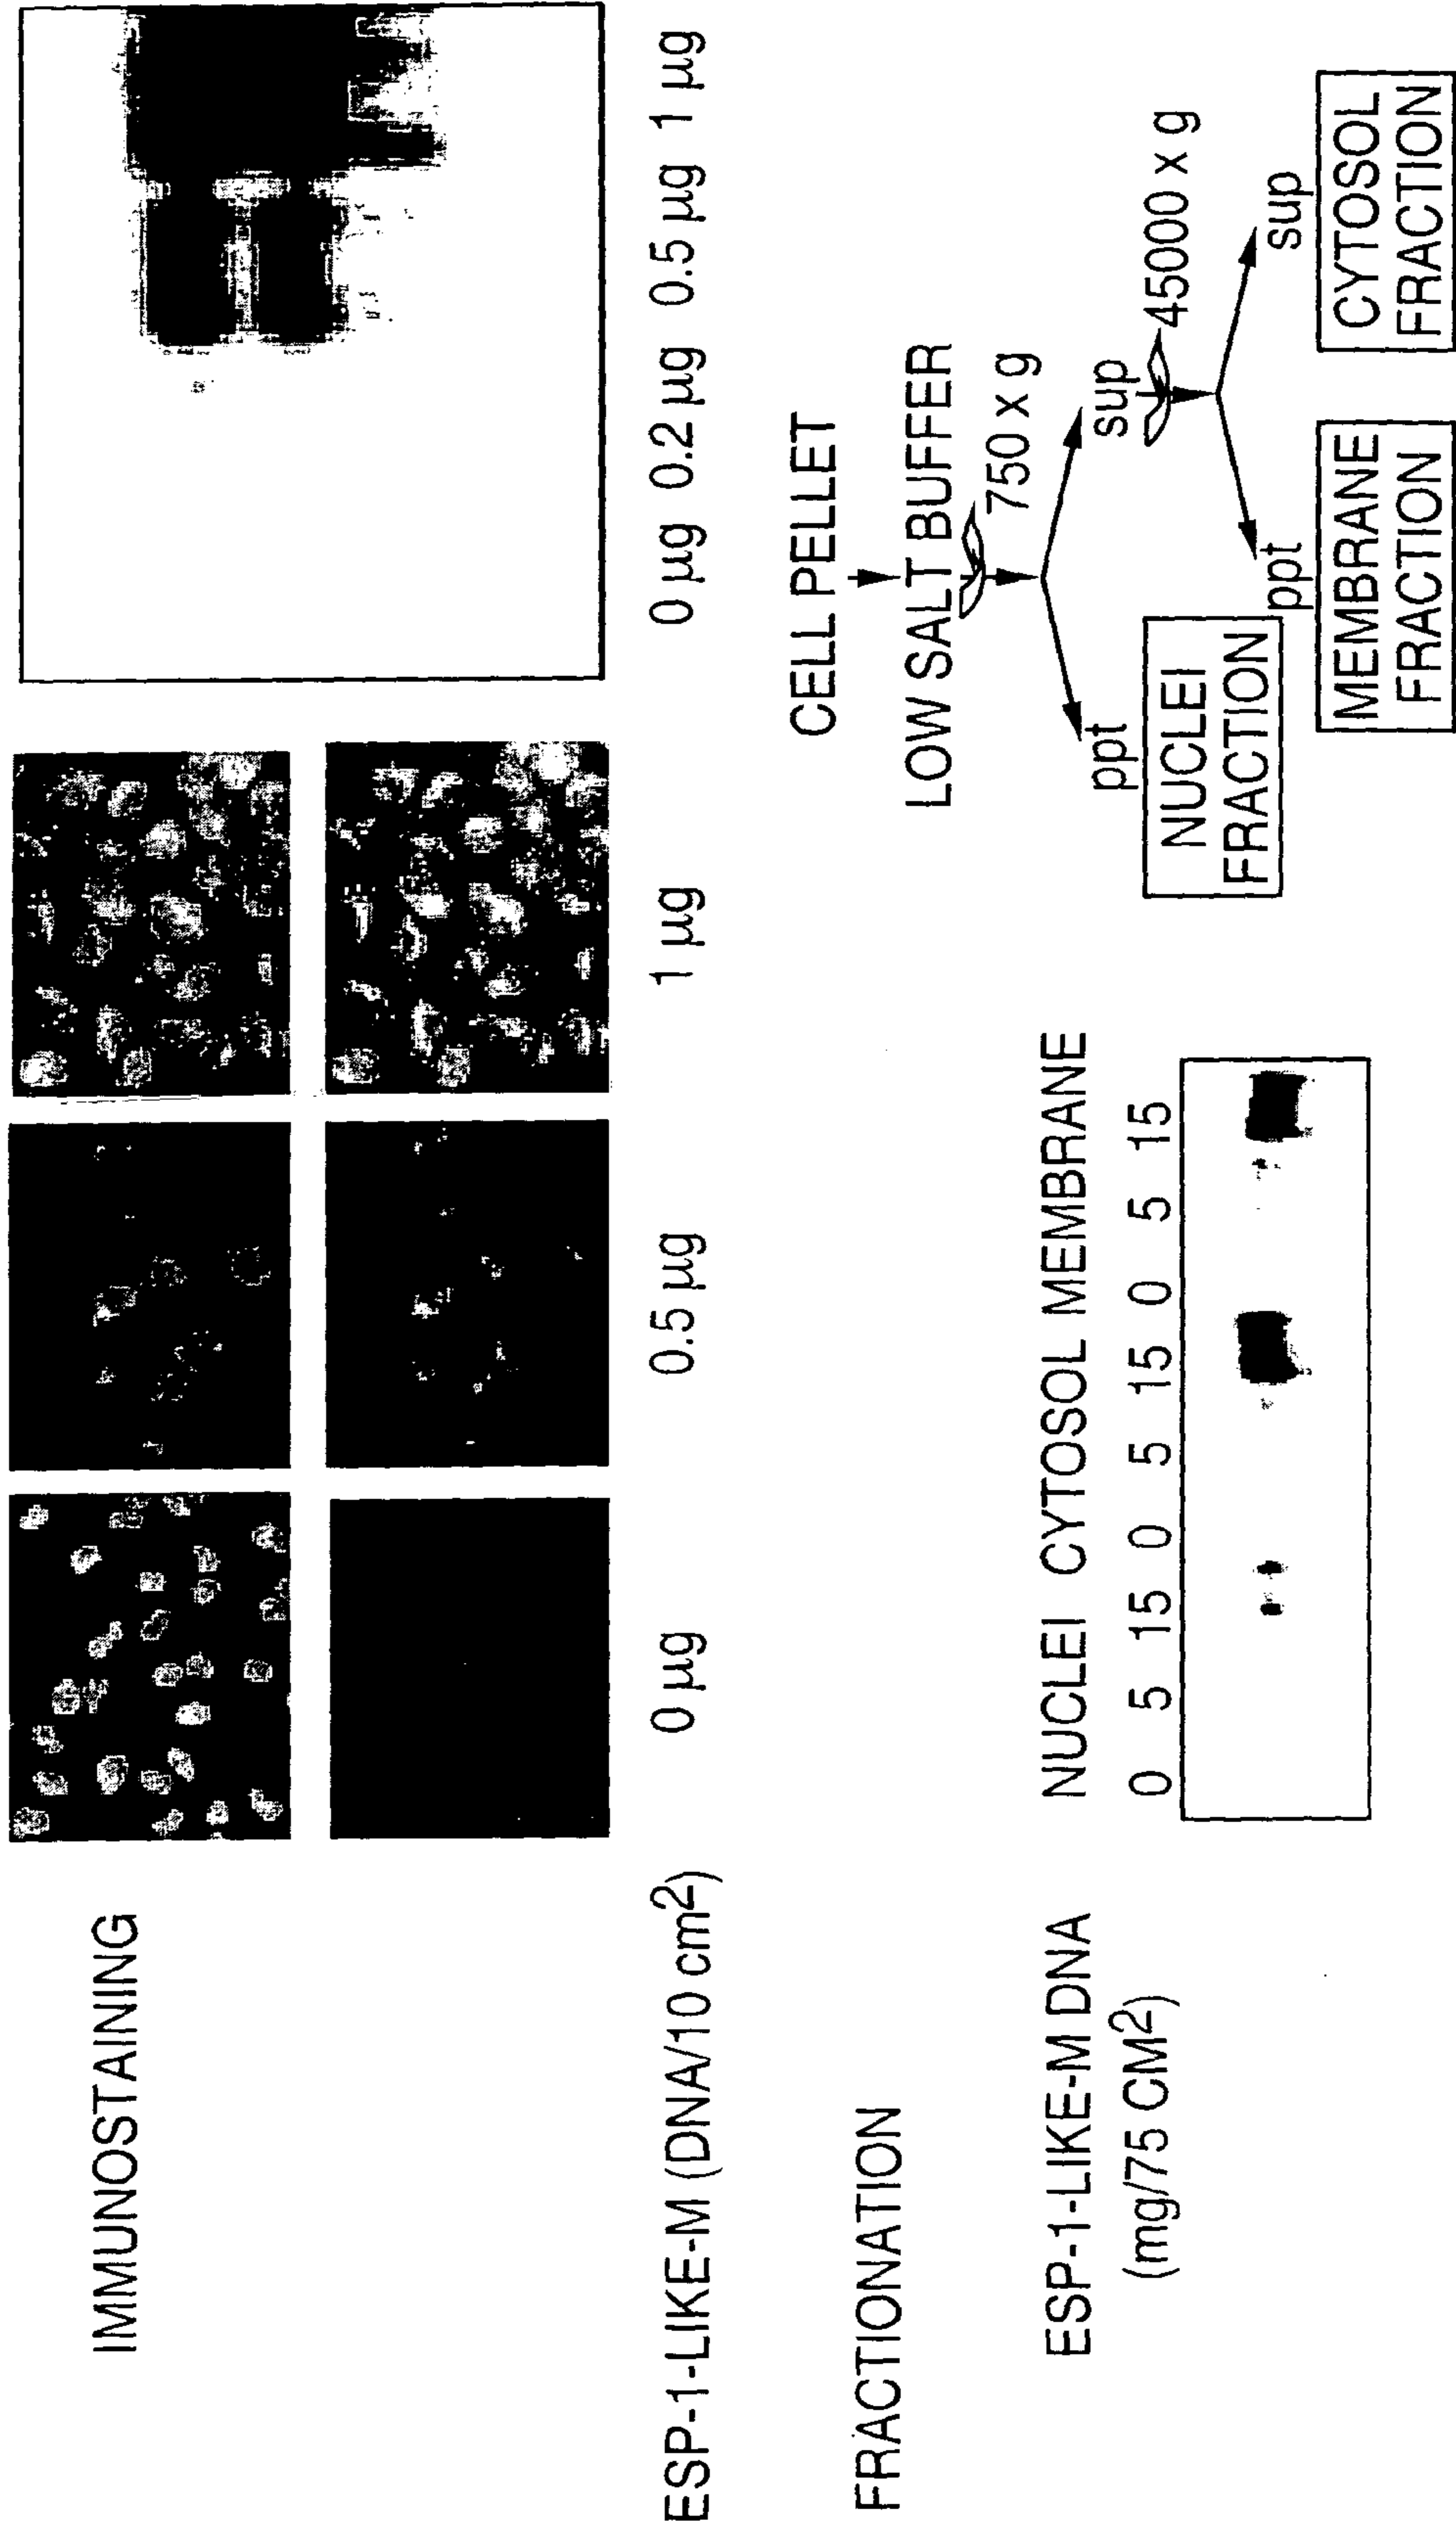 IMMUNOSTAINING
ESP-1-LIKE-M (DNA/10 cm2)
0 µg 0.5 µg 1 µg
0 µg 0.2 µg 0.5 µg 1 µg
FRACTIONATION
ESP-1-LIKE-M DNA
(mg/75 CM2)
NUCLEI CYTOSOL MEMBRANE
0 5 15 0 5 15 0 5 15
CELL PELLET
LOW SALT BUFFER
750 x g
ppt
sup
NUCLEI
FRACTION
45000 x g
ppt
sup
MEMBRANE
FRACTION
CYTOSOL
FRACTION